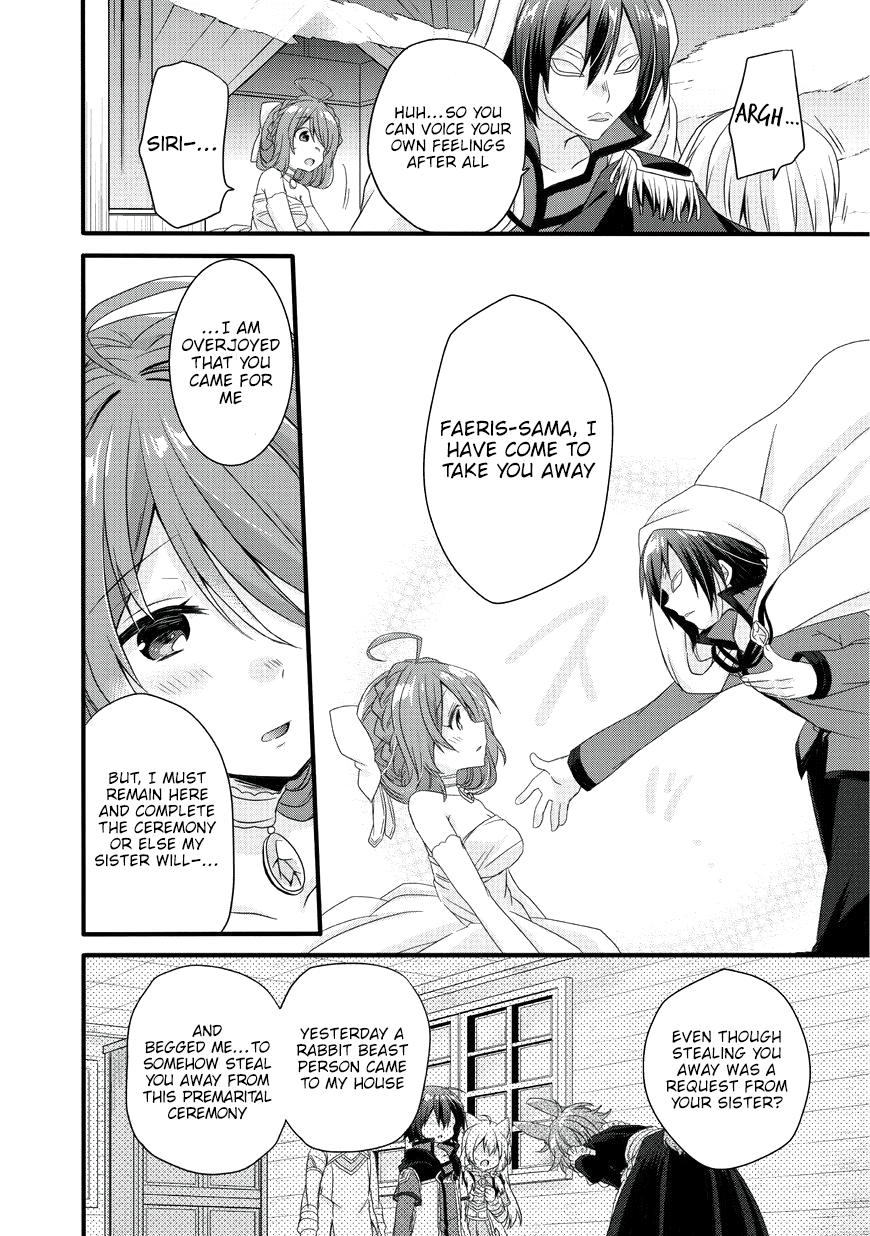 ARGH...
HUH...SO YOU
CAN VOICE YOUR
OWN FEELINGS
AFTER ALL
SIRI-...
FAERIS-SAMA, I
HAVE COME TO
TAKE YOU AWAY
スッ
...I AM
OVERJOYED
THAT YOU
CAME FOR
ME
BUT, I MUST
REMAIN HERE
AND COMPLETE
THE CEREMONY
OR ELSE MY
SISTER WILL-...
EVEN THOUGH
STEALING YOU
AWAY WAS A
REQUEST FROM
YOUR SISTER?
YESTERDAY A
RABBIT BEAST
PERSON CAME
TO MY HOUSE
AND
BEGGED ME...TO
SOMEHOW STEAL
YOU AWAY FROM
THIS PREMARITAL
CEREMONY